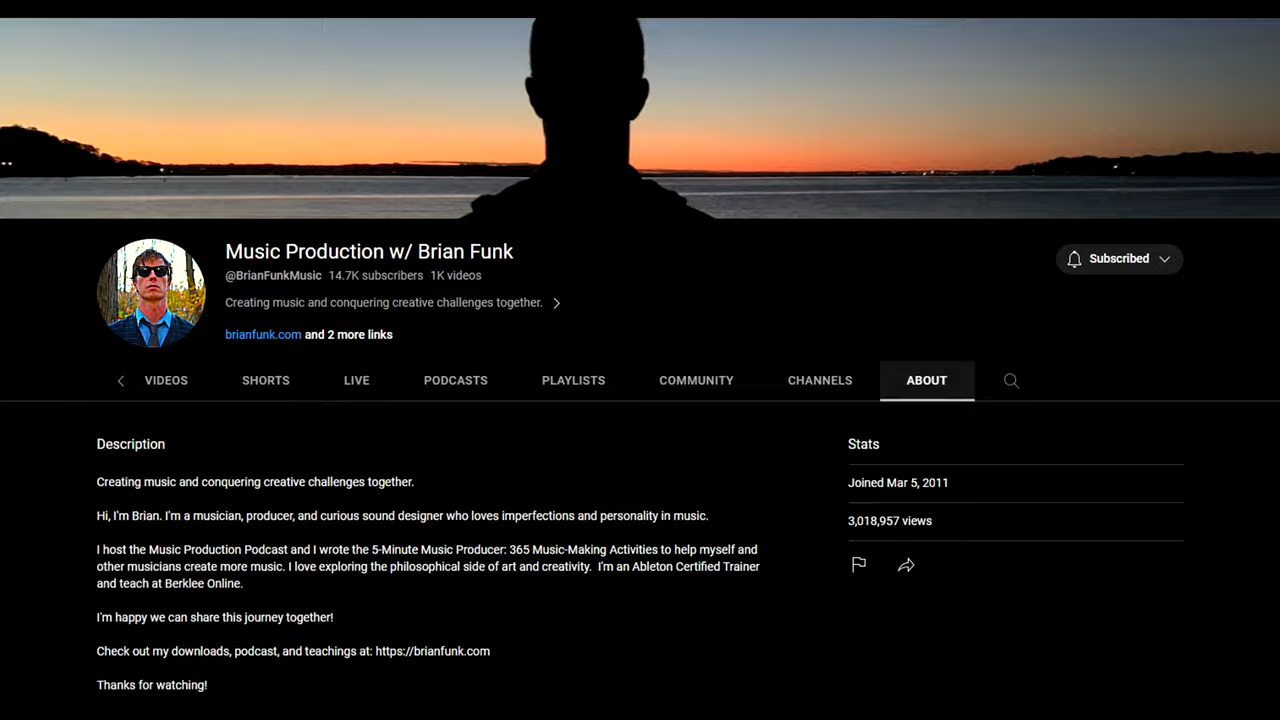 Music Production w/ Brian Funk
@BrianFunkMusic 14.7K subscribers 1K videos
Subscribed
Creating music and conquering creative challenges together.
brianfunk.com and 2 more links
VIDEOS SHORTS LIVE PODCASTS PLAYLISTS COMMUNITY CHANNELS ABOUT
Description
Creating music and conquering creative challenges together.
Hi, I'm Brian. I'm a musician, producer, and curious sound designer who loves imperfections and personality in music.
I host the Music Production Podcast and I wrote the 5-Minute Music Producer: 365 Music-Making Activities to help myself and
other musicians create more music. I love exploring the philosophical side of art and creativity.  I'm an Ableton Certified Trainer
and teach at Berklee Online.
I'm happy we can share this journey together!
Check out my downloads, podcast, and teachings at: https://brianfunk.com
Thanks for watching!
Stats
Joined Mar 5, 2011
3,018,957 views